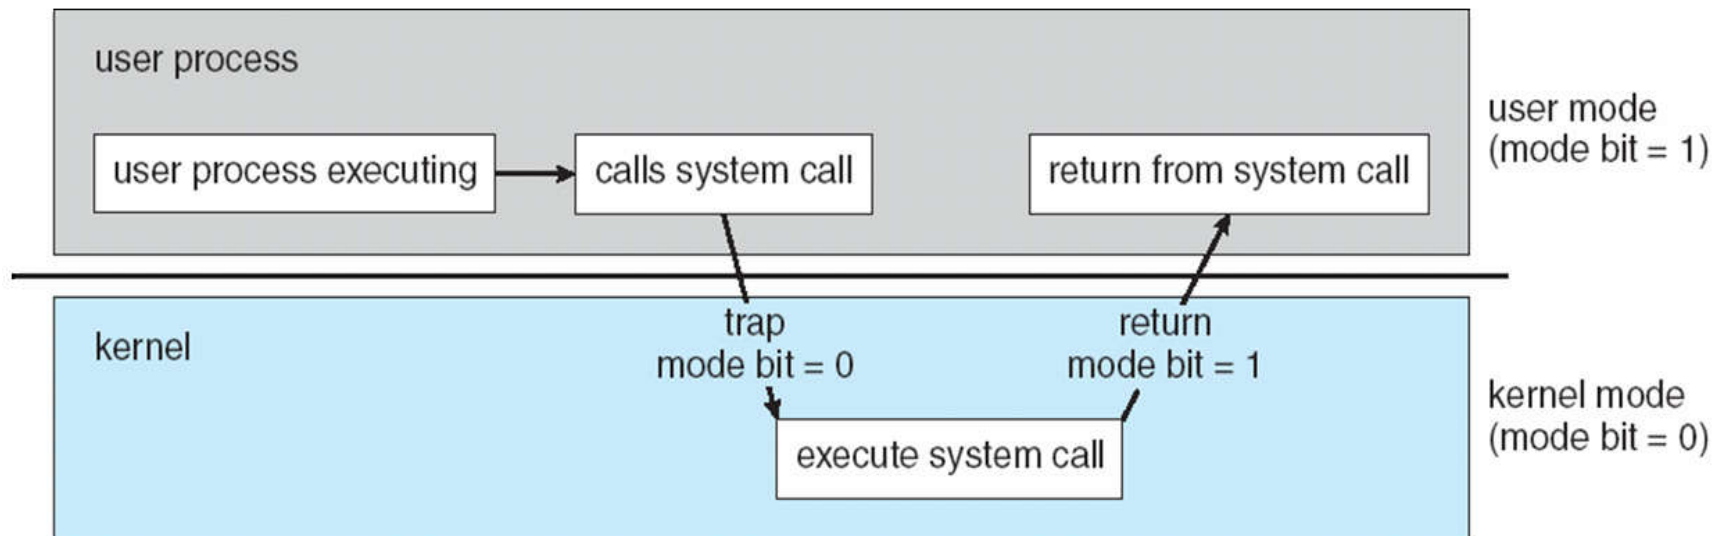 user process
user process executing
calls system call
return from system call
user mode
(mode bit = 1)
kernel
trap
mode bit = 0
return
mode bit = 1
execute system call
kernel mode
(mode bit = 0)